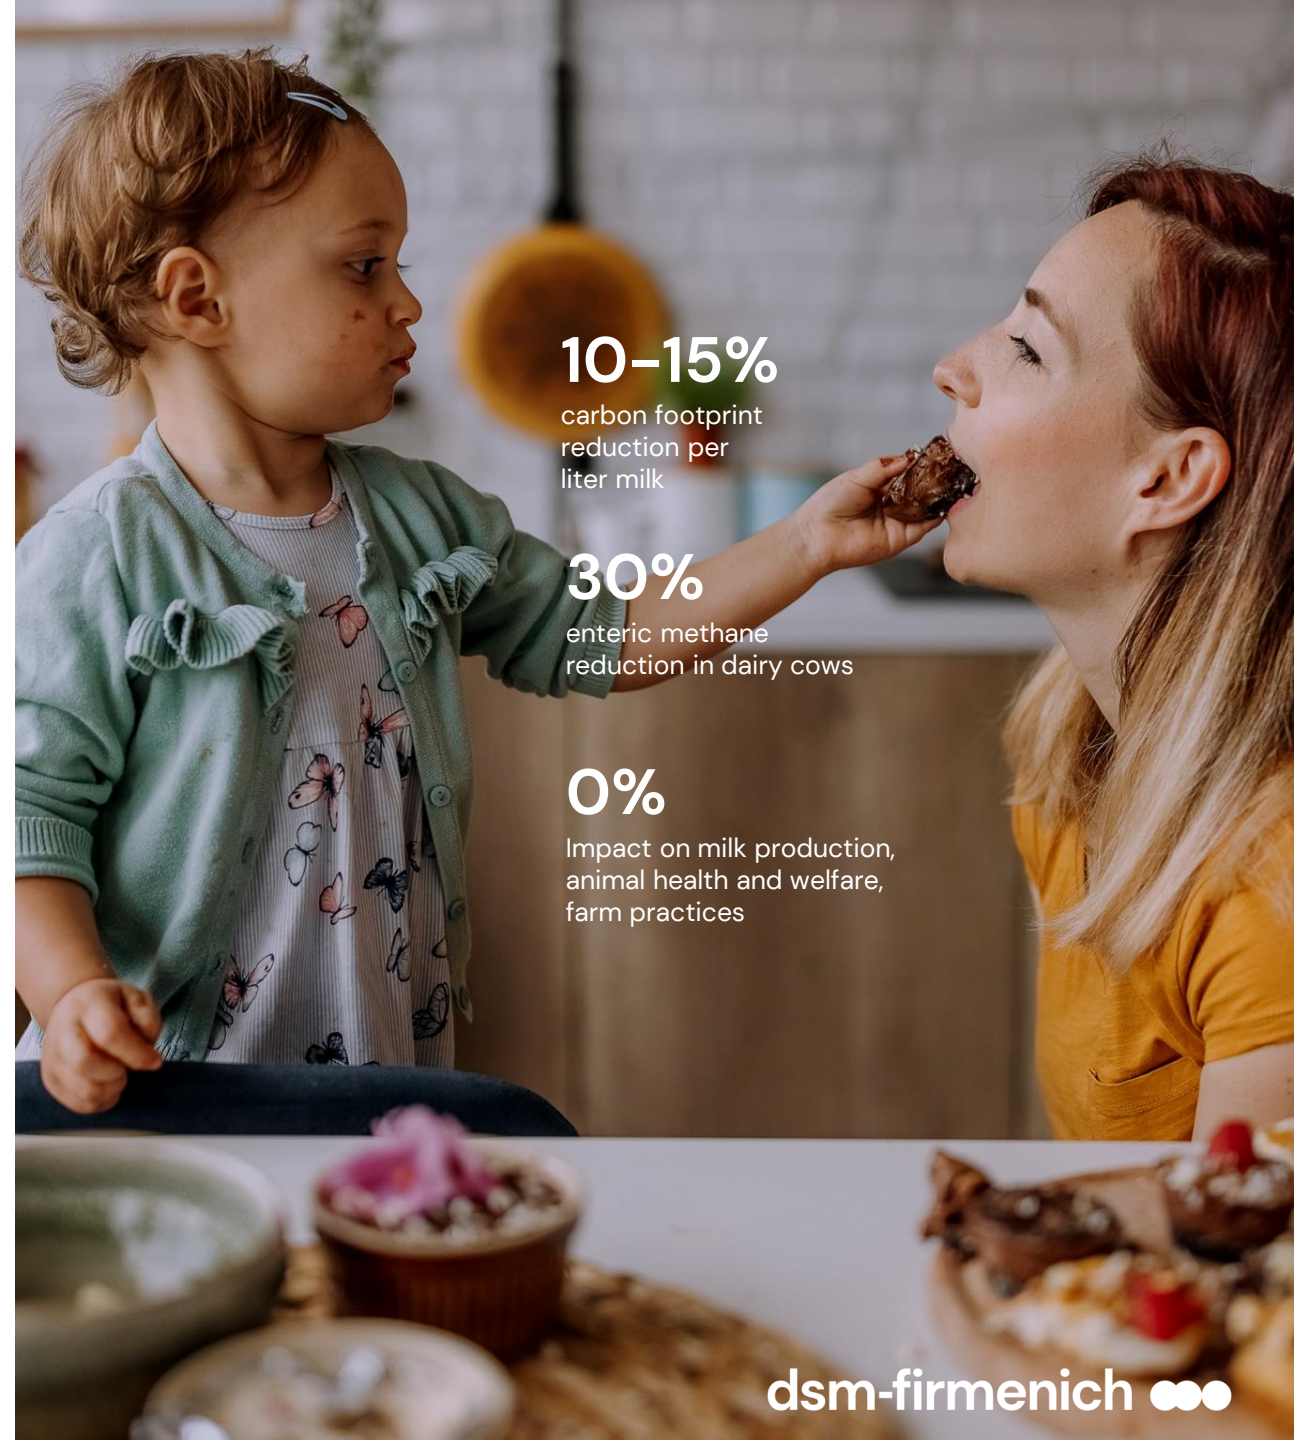 10-15%
carbon footprint
reduction per
liter milk
30%
enteric methane
reduction in dairy cows
0%
Impact on milk production,
animal health and welfare,
farm practices
dsm-firmenich